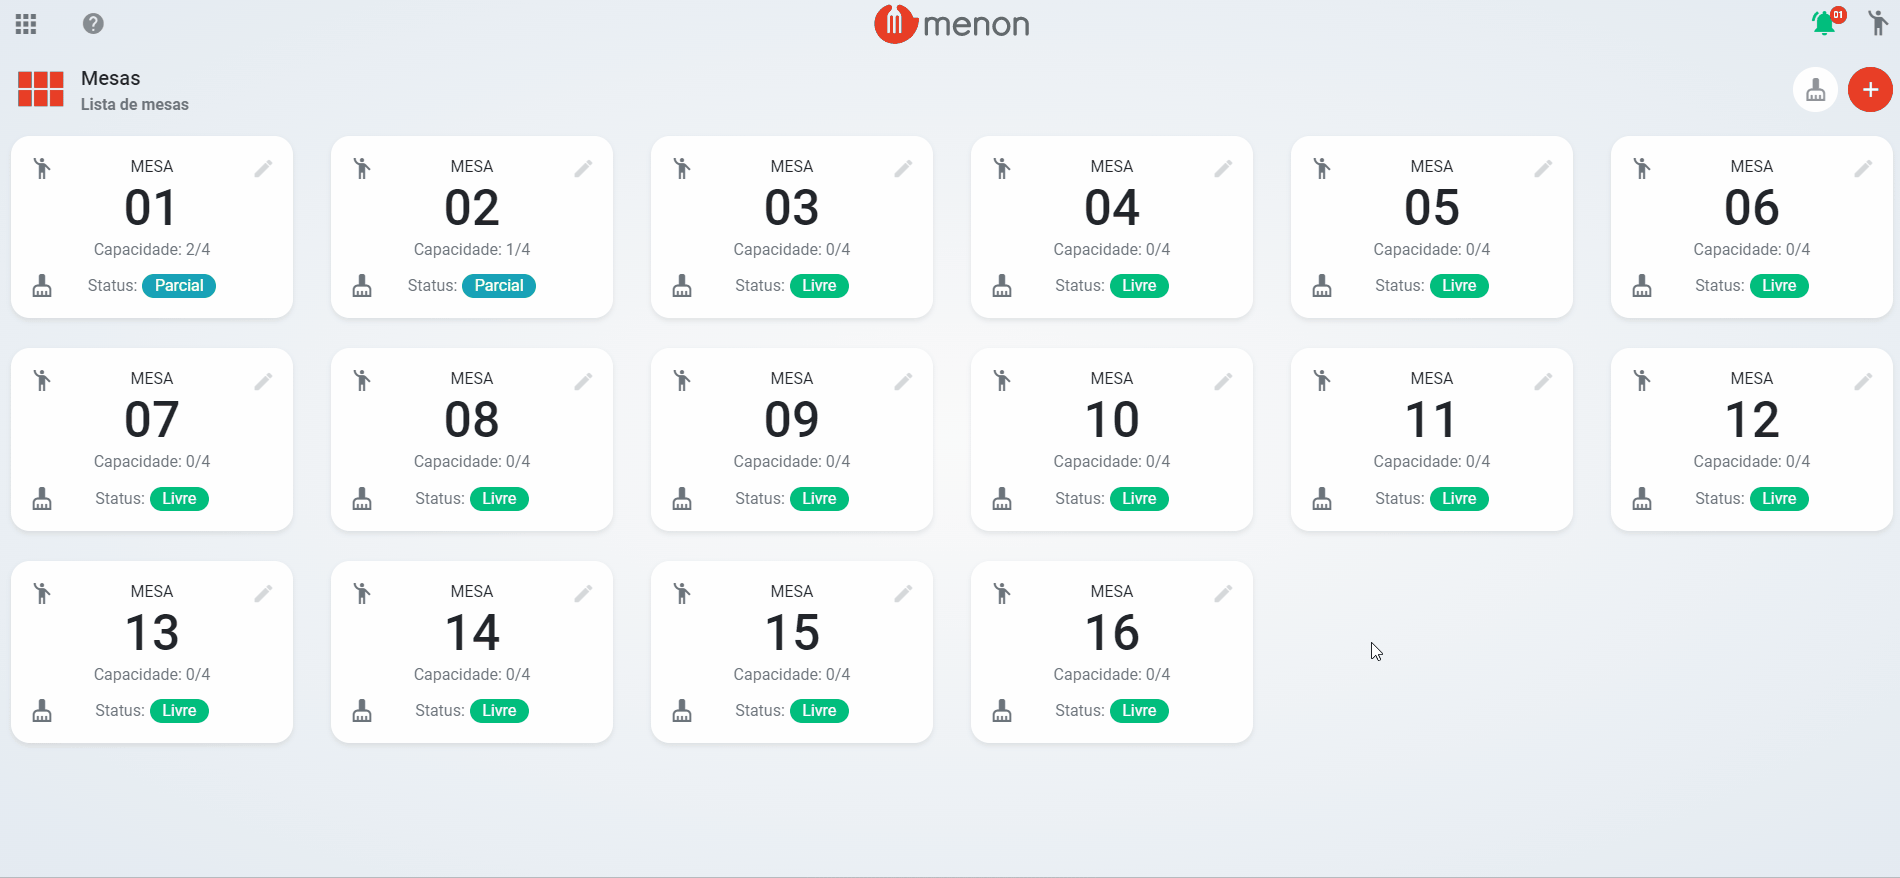 menon
01
Mesas
Lista de mesas
MESA
01
Capacidade: 2/4
Status: Parcial
MESA
02
Capacidade: 1/4
Status: Parcial
MESA
03
Capacidade: 0/4
Status: Livre
MESA
04
Capacidade: 0/4
Status: Livre
MESA
05
Capacidade: 0/4
Status: Livre
MESA
06
Capacidade: 0/4
Status: Livre
MESA
07
Capacidade: 0/4
Status: Livre
MESA
08
Capacidade: 0/4
Status: Livre
MESA
09
Capacidade: 0/4
Status: Livre
MESA
10
Capacidade: 0/4
Status: Livre
MESA
11
Capacidade: 0/4
Status: Livre
MESA
12
Capacidade: 0/4
Status: Livre
MESA
13
Capacidade: 0/4
Status: Livre
MESA
14
Capacidade: 0/4
Status: Livre
MESA
15
Capacidade: 0/4
Status: Livre
MESA
16
Capacidade: 0/4
Status: Livre